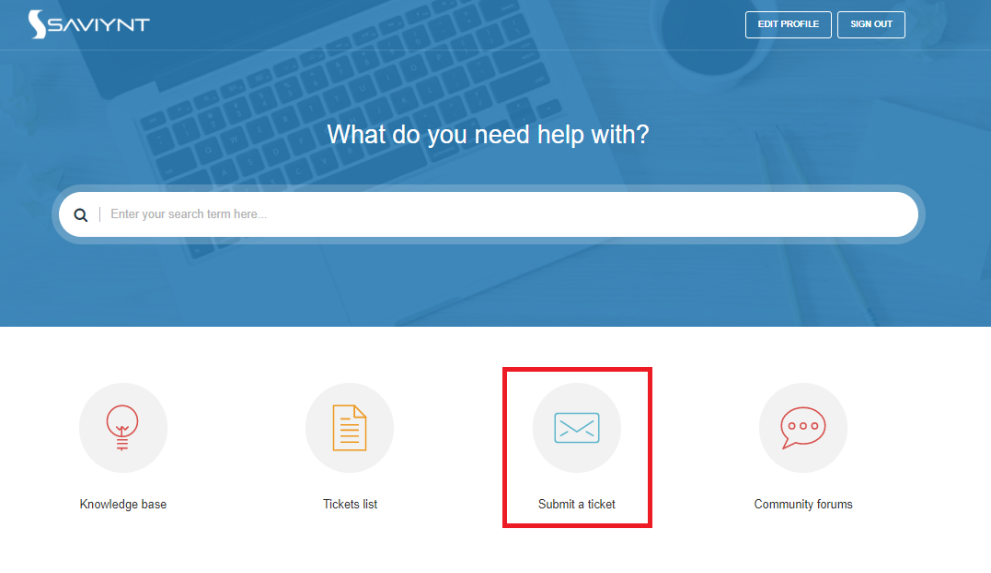 SAVIYNT
EDIT PROFILE
SIGN OUT
What do you need help with?
Enter your search term here...
Knowledge base
Tickets list
Submit a ticket
Community forums